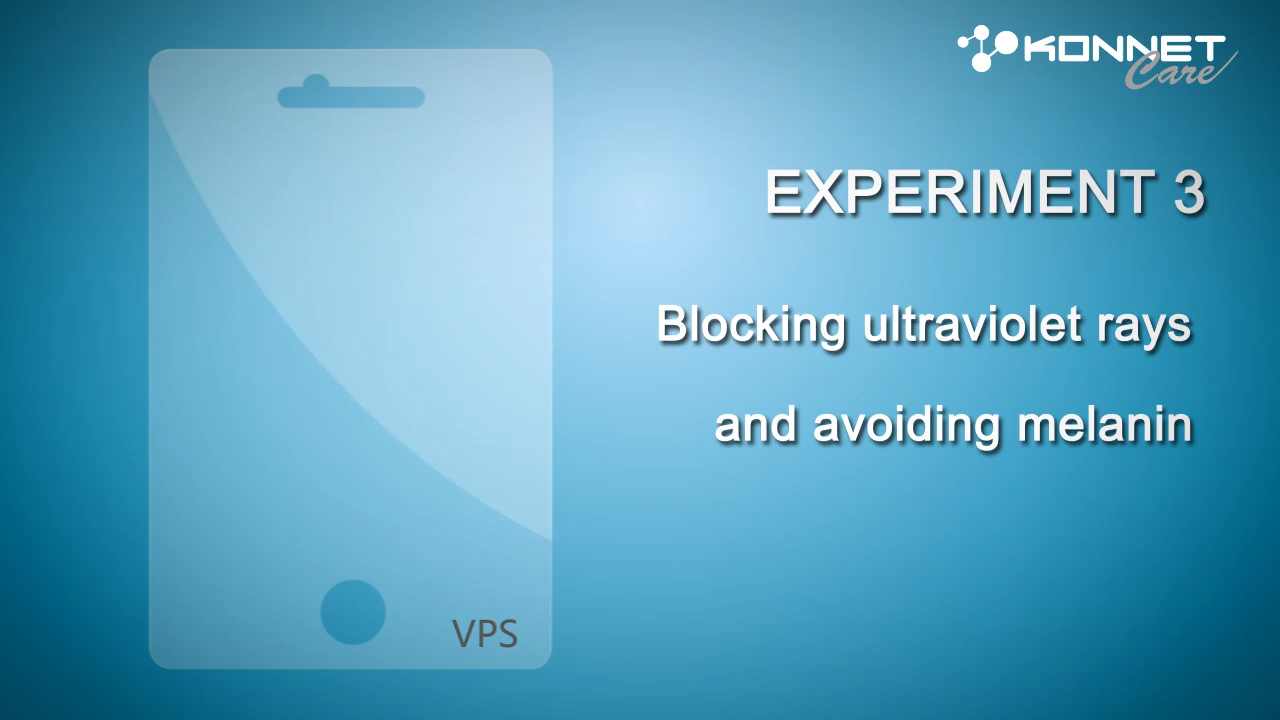 KONNET
Care
EXPERIMENT 3
Blocking ultraviolet rays
and avoiding melanin
VPS